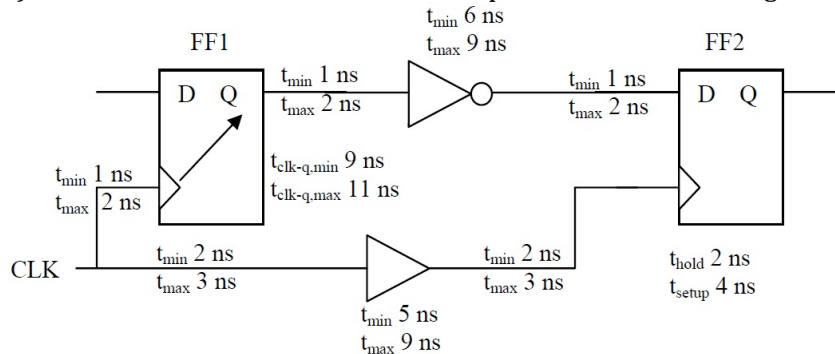 t_min 6 ns
t_max 9 ns
FF1
FF2
t_min 1 ns
t_max 2 ns
t_min 1 ns
t_max 2 ns
D Q
D Q
t_min 1 ns
t_max 2 ns
t_clk-q,min 9 ns
t_clk-q,max 11 ns
CLK
t_min 2 ns
t_max 3 ns
t_min 2 ns
t_max 3 ns
t_hold 2 ns
t_setup 4 ns
t_min 5 ns
t_max 9 ns